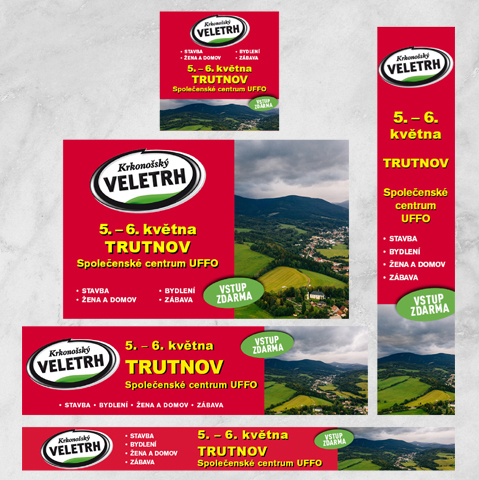 Krkonošský
VELETRH
• STAVBA • BYDLENÍ
• ŽENA A DOMOV • ZÁBAVA
5. – 6. května
TRUTNOV
Společenské centrum UFFO
VSTUP
ZDARMA
Krkonošský
VELETRH
5. – 6.
května
TRUTNOV
Společenské
centrum
UFFO
• STAVBA
• BYDLENÍ
• ŽENA A DOMOV
• ZÁBAVA
VSTUP
ZDARMA
Krkonošský
VELETRH
5. – 6. května
TRUTNOV
Společenské centrum UFFO
• STAVBA • BYDLENÍ
• ŽENA A DOMOV • ZÁBAVA
VSTUP
ZDARMA
Krkonošský
VELETRH
5. – 6. května
TRUTNOV
Společenské centrum UFFO
• STAVBA • BYDLENÍ • ŽENA A DOMOV • ZÁBAVA
VSTUP
ZDARMA
Krkonošský
VELETRH
• STAVBA
• BYDLENÍ
• ŽENA A DOMOV
• ZÁBAVA
5. – 6. května
TRUTNOV
Společenské centrum UFFO
VSTUP
ZDARMA